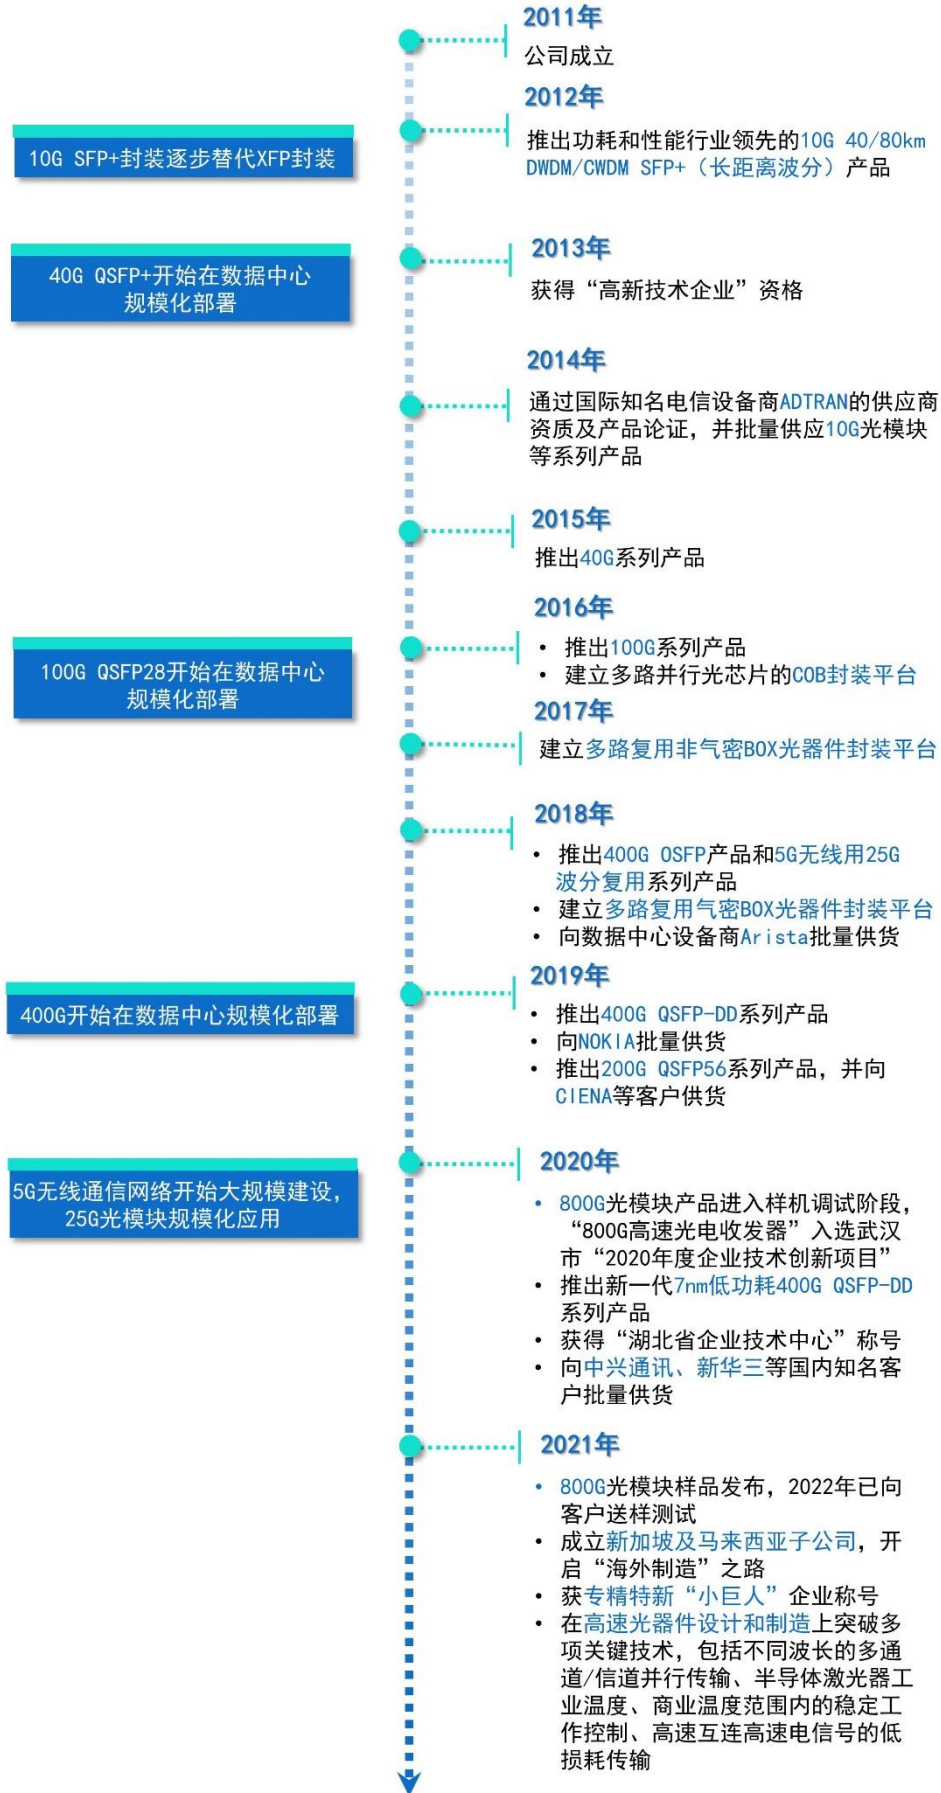 2011年
公司成立
2012年
10G SFP+封装逐步替代XFP封装
推出功耗和性能行业领先的10G 40/80km
DWDM/CWDM SFP+（长距离波分）产品
40G QSFP+开始在数据中心
规模化部署
2013年
获得“高新技术企业”资格
2014年
通过国际知名电信设备商ADTRAN的供应商
资质及产品论证，并批量供应10G光模块
等系列产品
2015年
推出40G系列产品
2016年
100G QSFP28开始在数据中心
规模化部署
• 推出100G系列产品
• 建立多路并行光芯片的COB封装平台
2017年
建立多路复用非气密BOX光器件封装平台
2018年
• 推出400G OSFP产品和5G无线用25G
波分复用系列产品
• 建立多路复用气密BOX光器件封装平台
• 向数据中心设备商Arista批量供货
2019年
400G开始在数据中心规模化部署
• 推出400G QSFP-DD系列产品
• 向NOKIA批量供货
• 推出200G QSFP56系列产品，并向
CIENA等客户供货
2020年
5G无线通信网络开始大规模建设，
25G光模块规模化应用
• 800G光模块产品进入样机调试阶段，
“800G高速光电收发器”入选武汉
市“2020年度企业技术创新项目”
• 推出新一代7nm低功耗400G QSFP-DD
系列产品
• 获得“湖北省企业技术中心”称号
• 向中兴通讯、新华三等国内知名客
户批量供货
2021年
• 800G光模块样品发布，2022年已向
客户送样测试
• 成立新加坡及马来西亚子公司，开
启“海外制造”之路
• 获专精特新“小巨人”企业称号
• 在高速光器件设计和制造上突破多
项关键技术，包括不同波长的多通
道/信道并行传输、半导体激光器工
业温度、商业温度范围内的稳定工
作控制、高速互连高速电信号的低
损耗传输